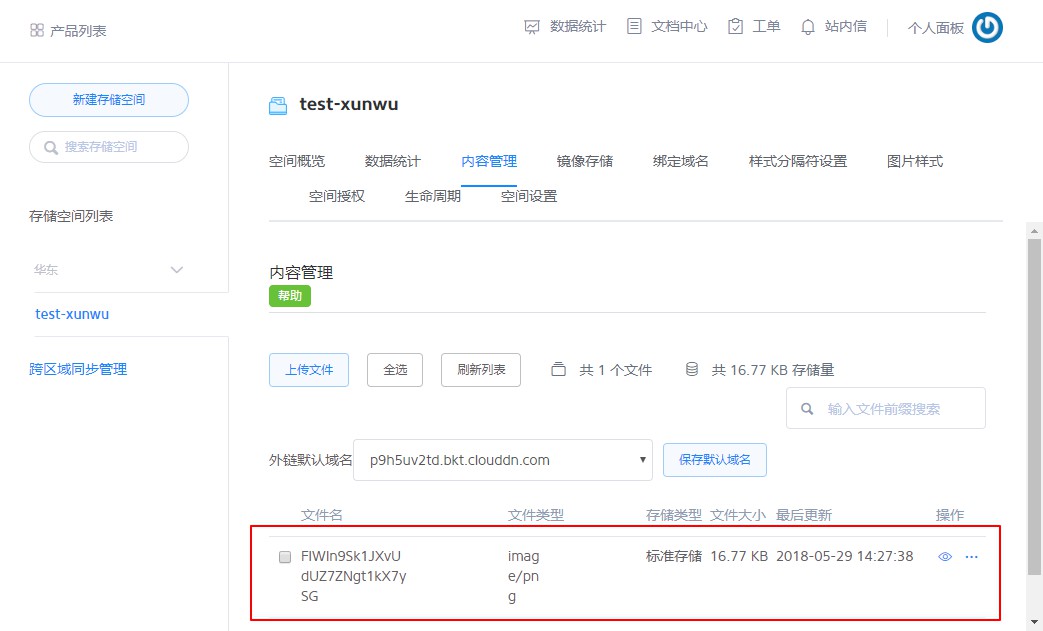 产品列表
数据统计 文档中心 工单 站内信 个人面板
新建存储空间
搜索存储空间
存储空间列表
华东
test-xunwu
跨区域同步管理
test-xunwu
空间概览 数据统计 内容管理 镜像存储 绑定域名 样式分隔符设置 图片样式
空间授权 生命周期 空间设置
内容管理
帮助
上传文件 全选 刷新列表 共 1 个文件 共 16.77 KB 存储量
输入文件前缀搜索
外链默认域名 p9h5uv2td.bkt.clouddn.com 保存默认域名
文件名 文件类型 存储类型 文件大小 最后更新 操作
FIWIn9Sk1JXvU imag 标准存储 16.77 KB 2018-05-29 14:27:38
dUZ7ZNgt1kX7y e/pn
SG g